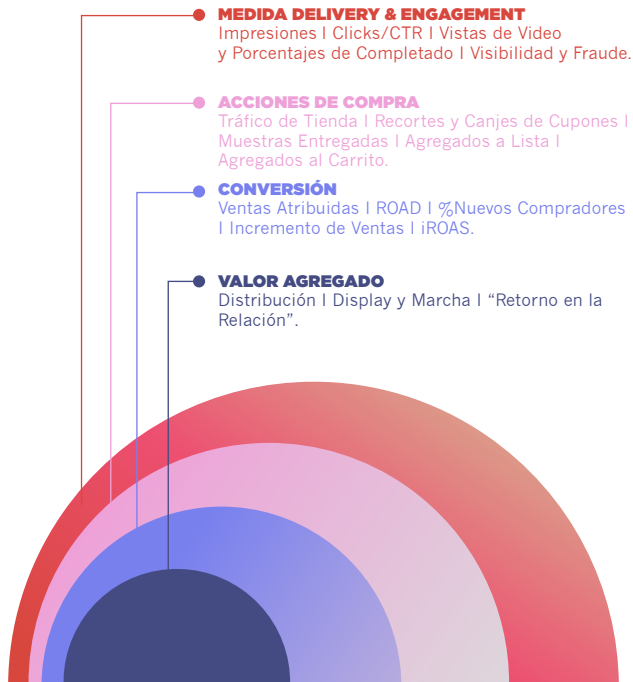 MEDIDA DELIVERY & ENGAGEMENT
Impresiones I Clicks/CTR I Vistas de Video
y Porcentajes de Completado I Visibilidad y Fraude.
ACCIONES DE COMPRA
Tráfico de Tienda I Recortes y Canjes de Cupones I
Muestras Entregadas I Agregados a Lista I
Agregados al Carrito.
CONVERSIÓN
Ventas Atribuidas I ROAD I %Nuevos Compradores
I Incremento de Ventas I iROAS.
VALOR AGREGADO
Distribución I Display y Marcha I “Retorno en la
Relación”.